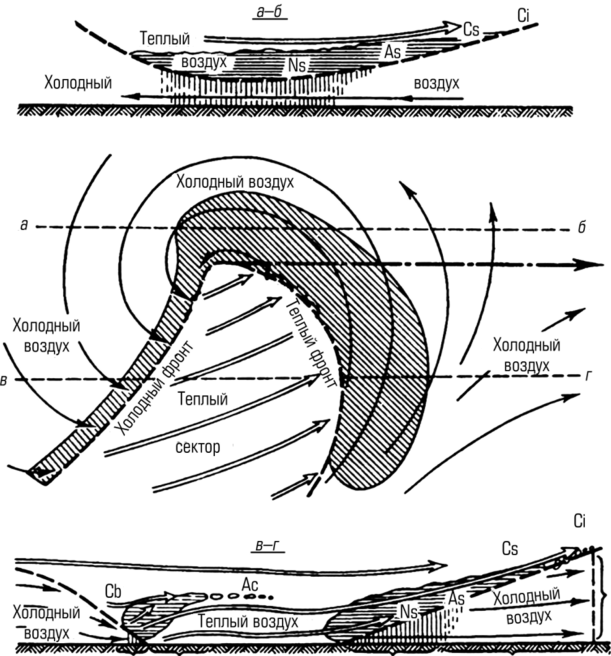 а–б
Теплый
Cs
Ci
As
воздух
Ns
Холодный
воздух
Холодный воздух
а
б
Холодный
воздух
Холодный фронт
Теплый фронт
Холодный
воздух
в
г
Теплый
сектор
в–г
Ci
Cs
Cb
Ac
Ns
As
Холодный
воздух
Теплый воздух
Холодный
воздух